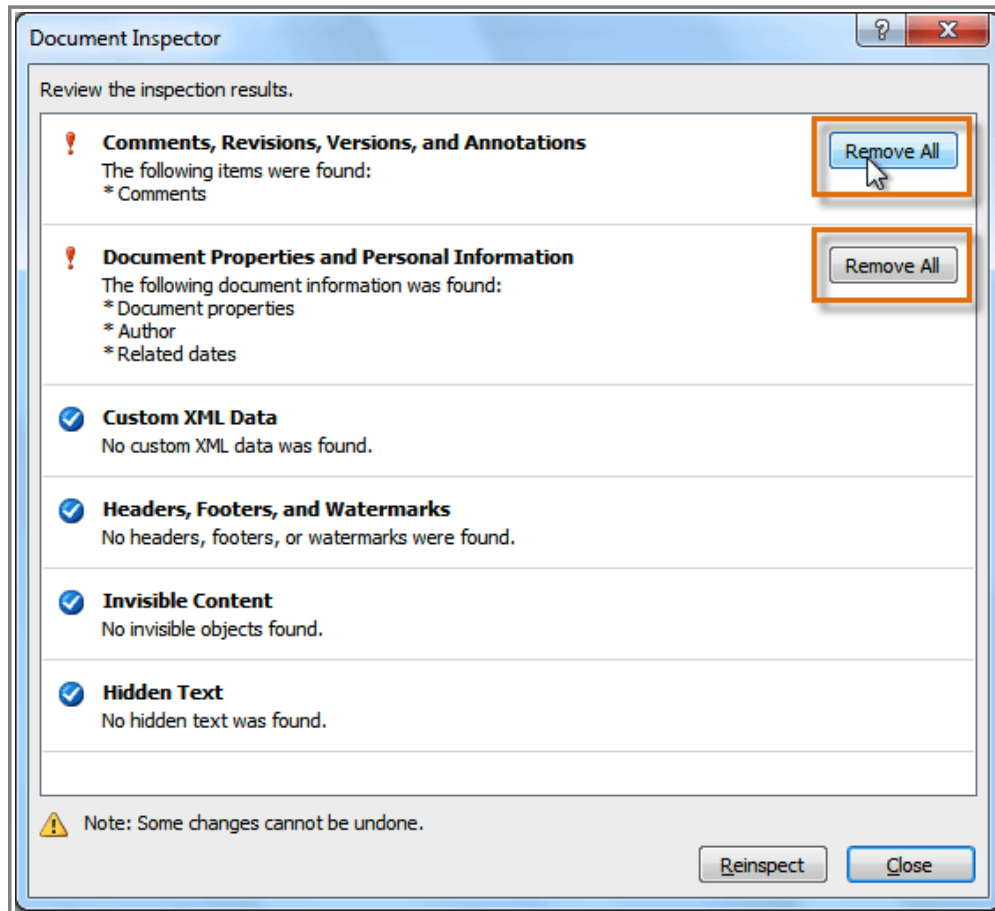 Document Inspector
Review the inspection results.
Comments, Revisions, Versions, and Annotations
Remove All
The following items were found:
* Comments
Document Properties and Personal Information
Remove All
The following document information was found:
* Document properties
* Author
* Related dates
Custom XML Data
No custom XML data was found.
Headers, Footers, and Watermarks
No headers, footers, or watermarks were found.
Invisible Content
No invisible objects found.
Hidden Text
No hidden text was found.
Note: Some changes cannot be undone.
Reinspect Close